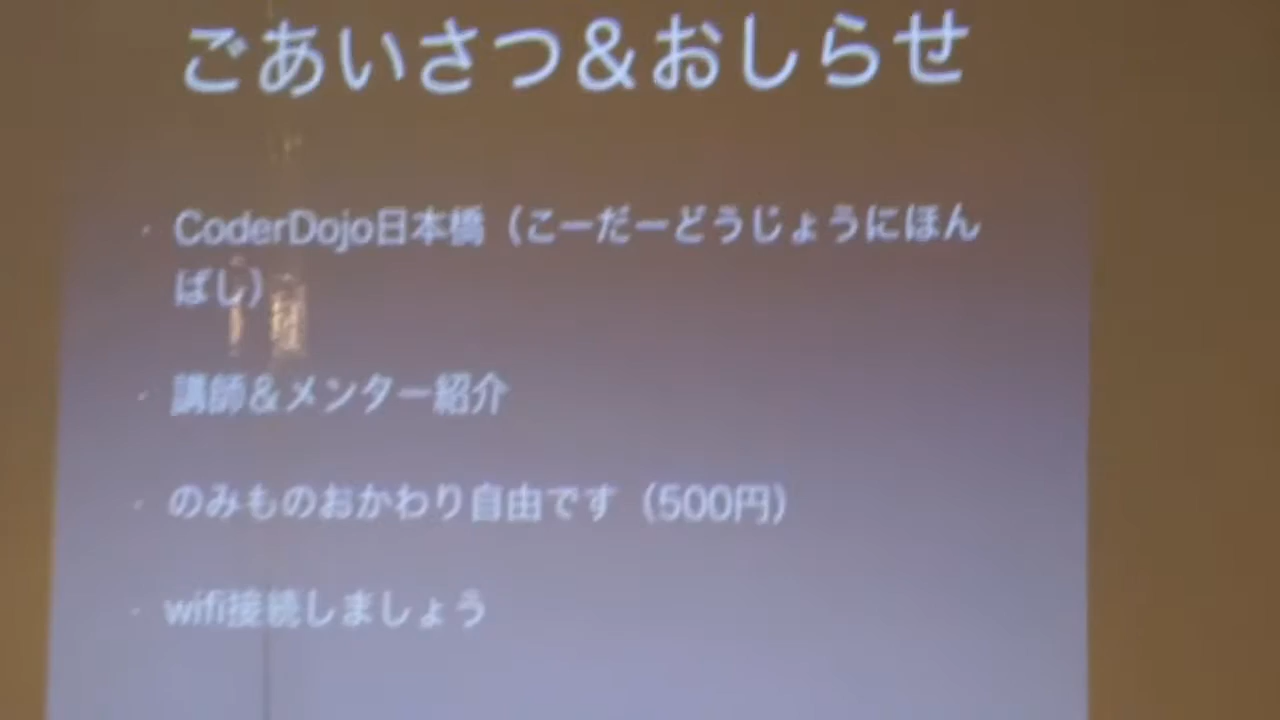 ごあいさつ&おしらせ
・CoderDojo日本橋（こーだーどうじょうにほん
ばし）
・講師&メンター紹介
・のみものおかわり自由です（500円）
・wifi接続しましょう